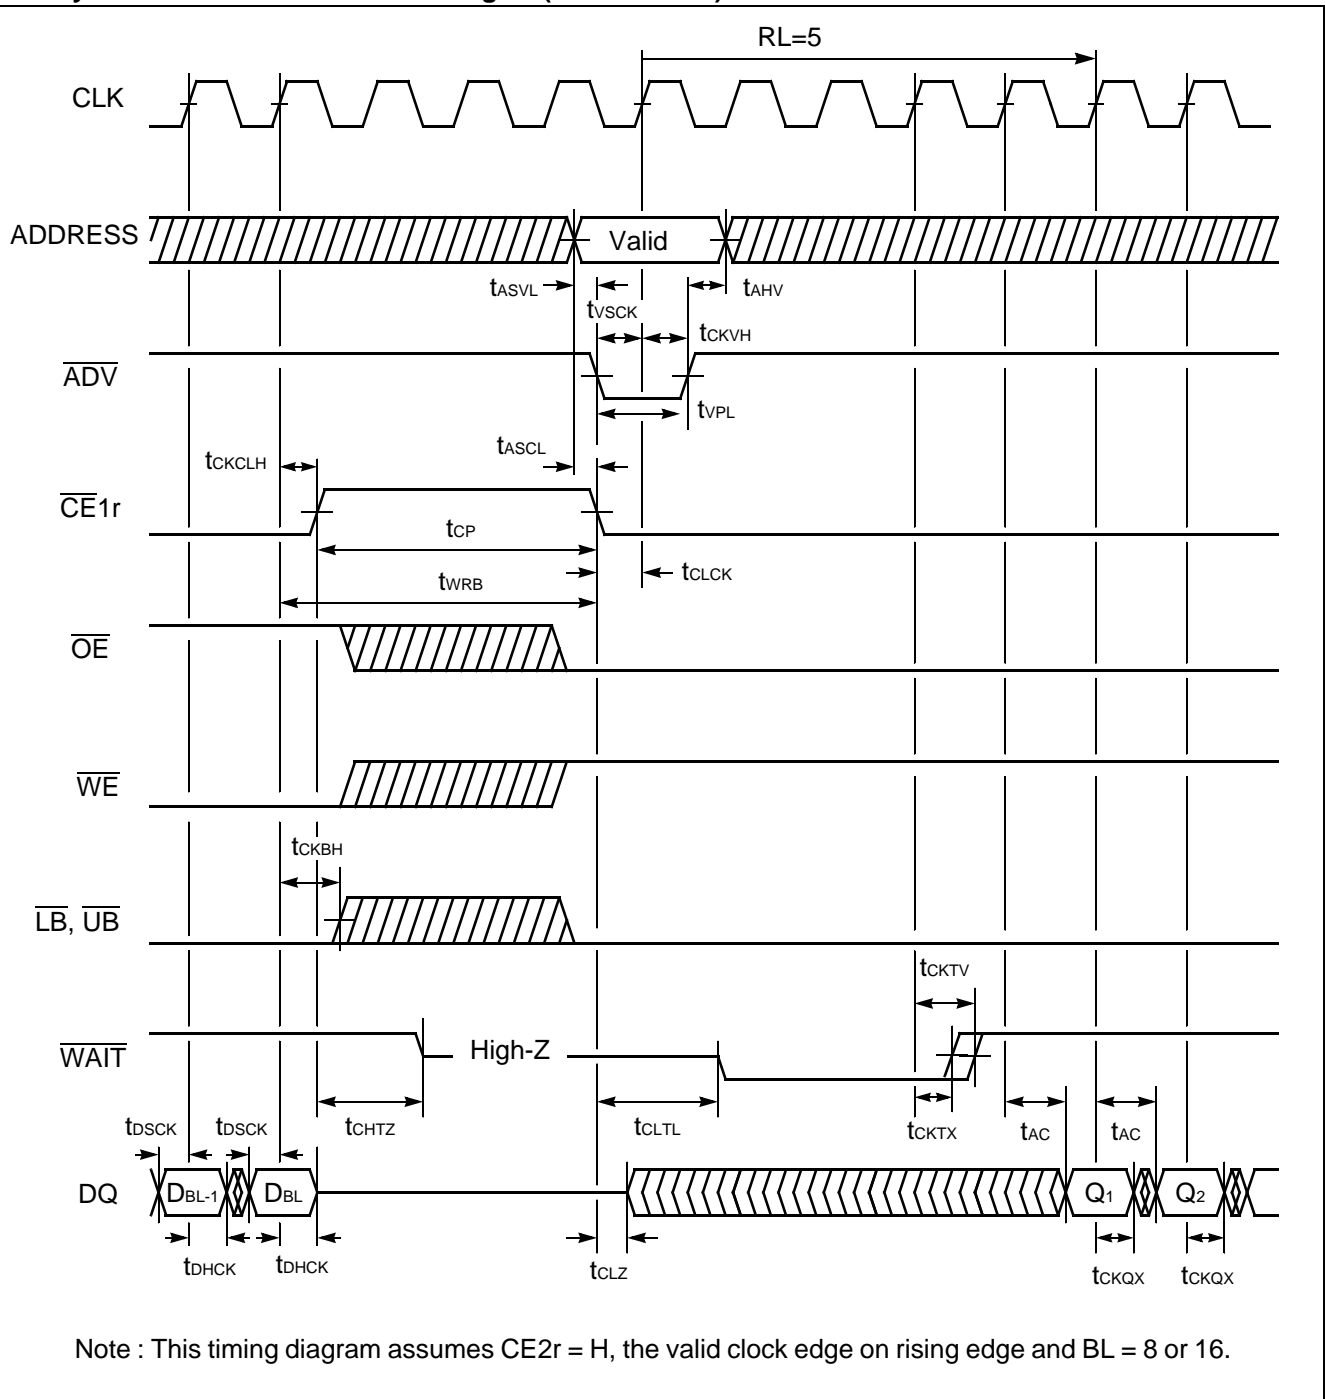 RL=5
CLK
ADDRESS
Valid
tASVL
tAHV
tVSCK
tCKVH
ADV
tVPL
tASCL
tCKCLH
CE1r
tCP
tCLCK
tWRB
OE
WE
tCKBH
LB, UB
tCKTV
WAIT
High-Z
tDSCK
tDSCK
tCHTZ
tCLTL
tCKTX
tAC
tAC
DQ
DBL-1
DBL
Q1
Q2
tDHCK
tDHCK
tCLZ
tCKQX
tCKQX
Note : This timing diagram assumes CE2r = H, the valid clock edge on rising edge and BL = 8 or 16.